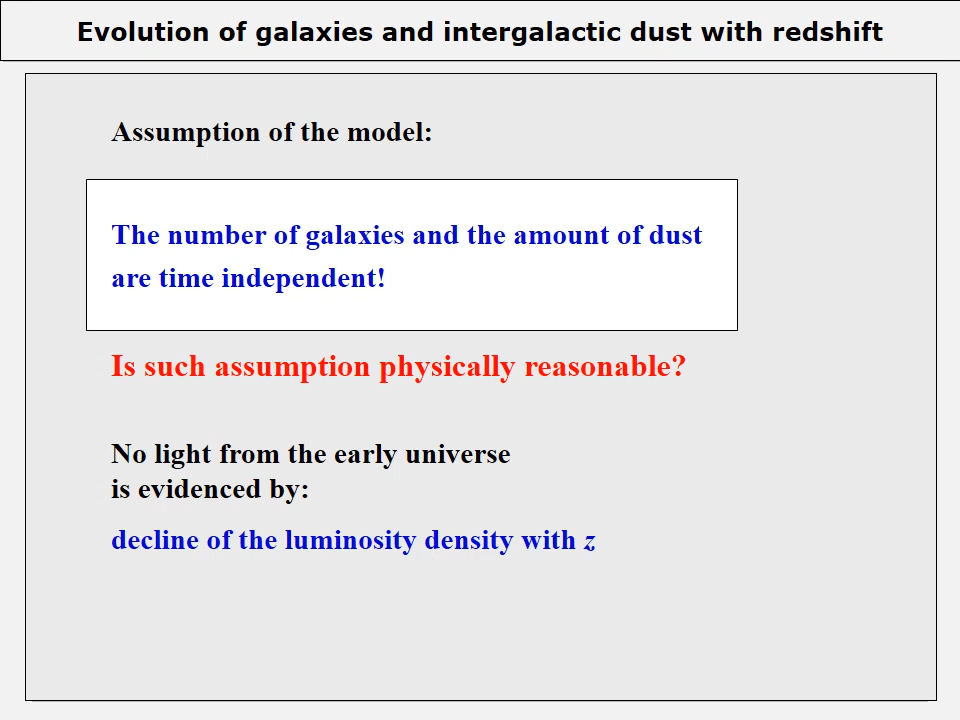 Evolution of galaxies and intergalactic dust with redshift
Assumption of the model:
The number of galaxies and the amount of dust
are time independent!
Is such assumption physically reasonable?
No light from the early universe
is evidenced by:
decline of the luminosity density with z